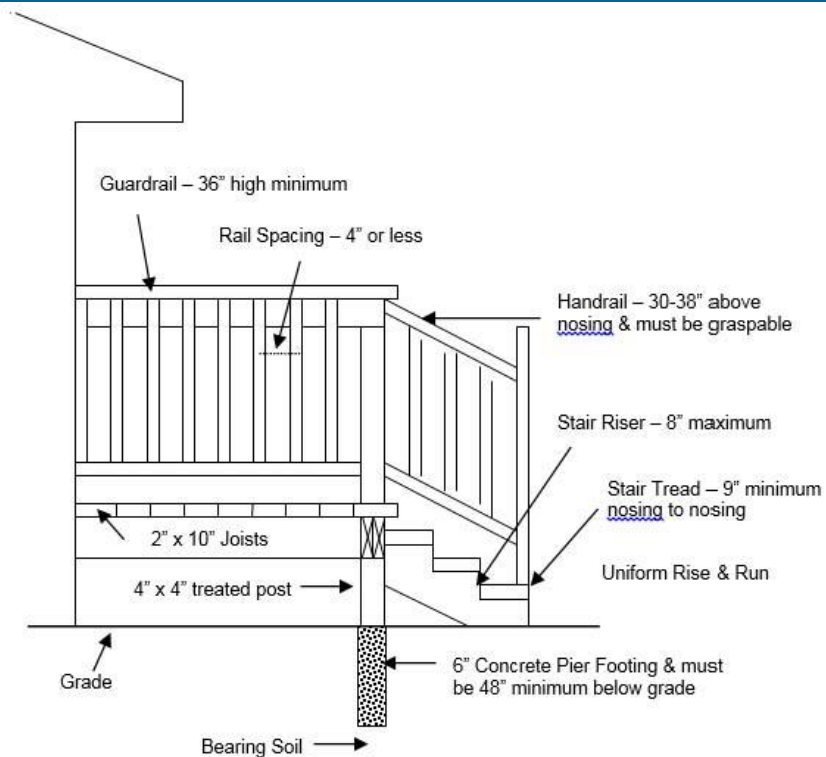 Guardrail – 36” high minimum
Rail Spacing – 4” or less
Handrail – 30-38” above
nosing & must be graspable
Stair Riser – 8” maximum
Stair Tread – 9” minimum
nosing to nosing
2” x 10” Joists
Uniform Rise & Run
4” x 4” treated post
6” Concrete Pier Footing & must
be 48” minimum below grade
Grade
Bearing Soil